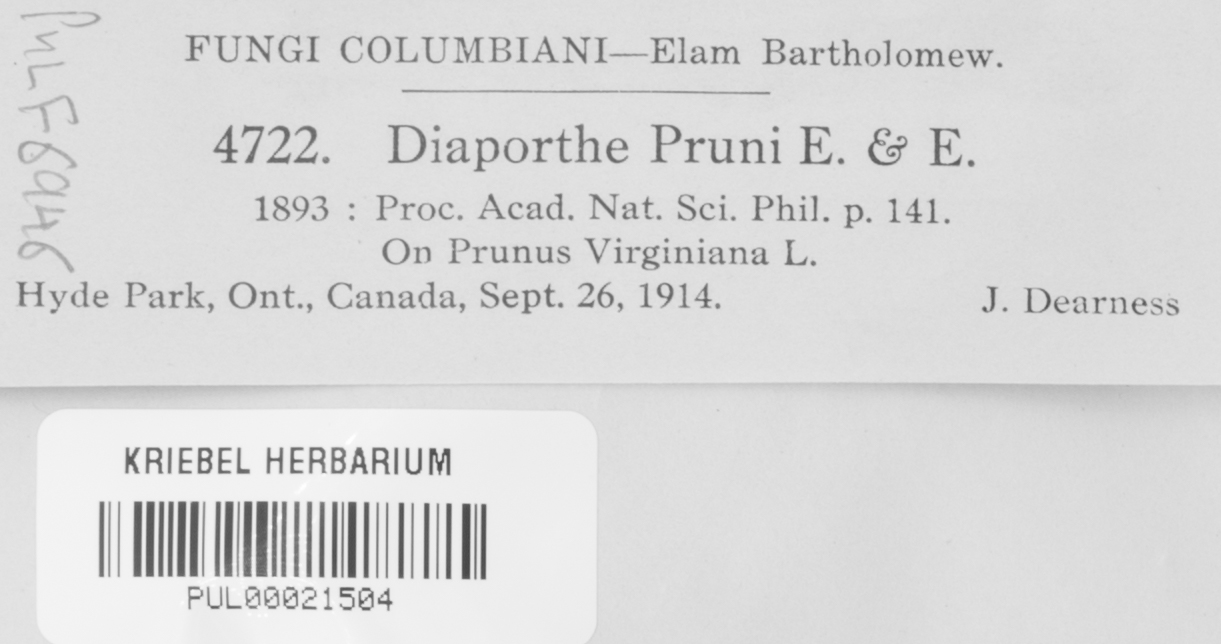 PUL F6946
FUNGI COLUMBIANI—Elam Bartholomew.
4722. Diaporthe Pruni E. & E.
1893 : Proc. Acad. Nat. Sci. Phil. p. 141.
On Prunus Virginiana L.
Hyde Park, Ont., Canada, Sept. 26, 1914. J. Dearness
KRIEBEL HERBARIUM
PUL00021504